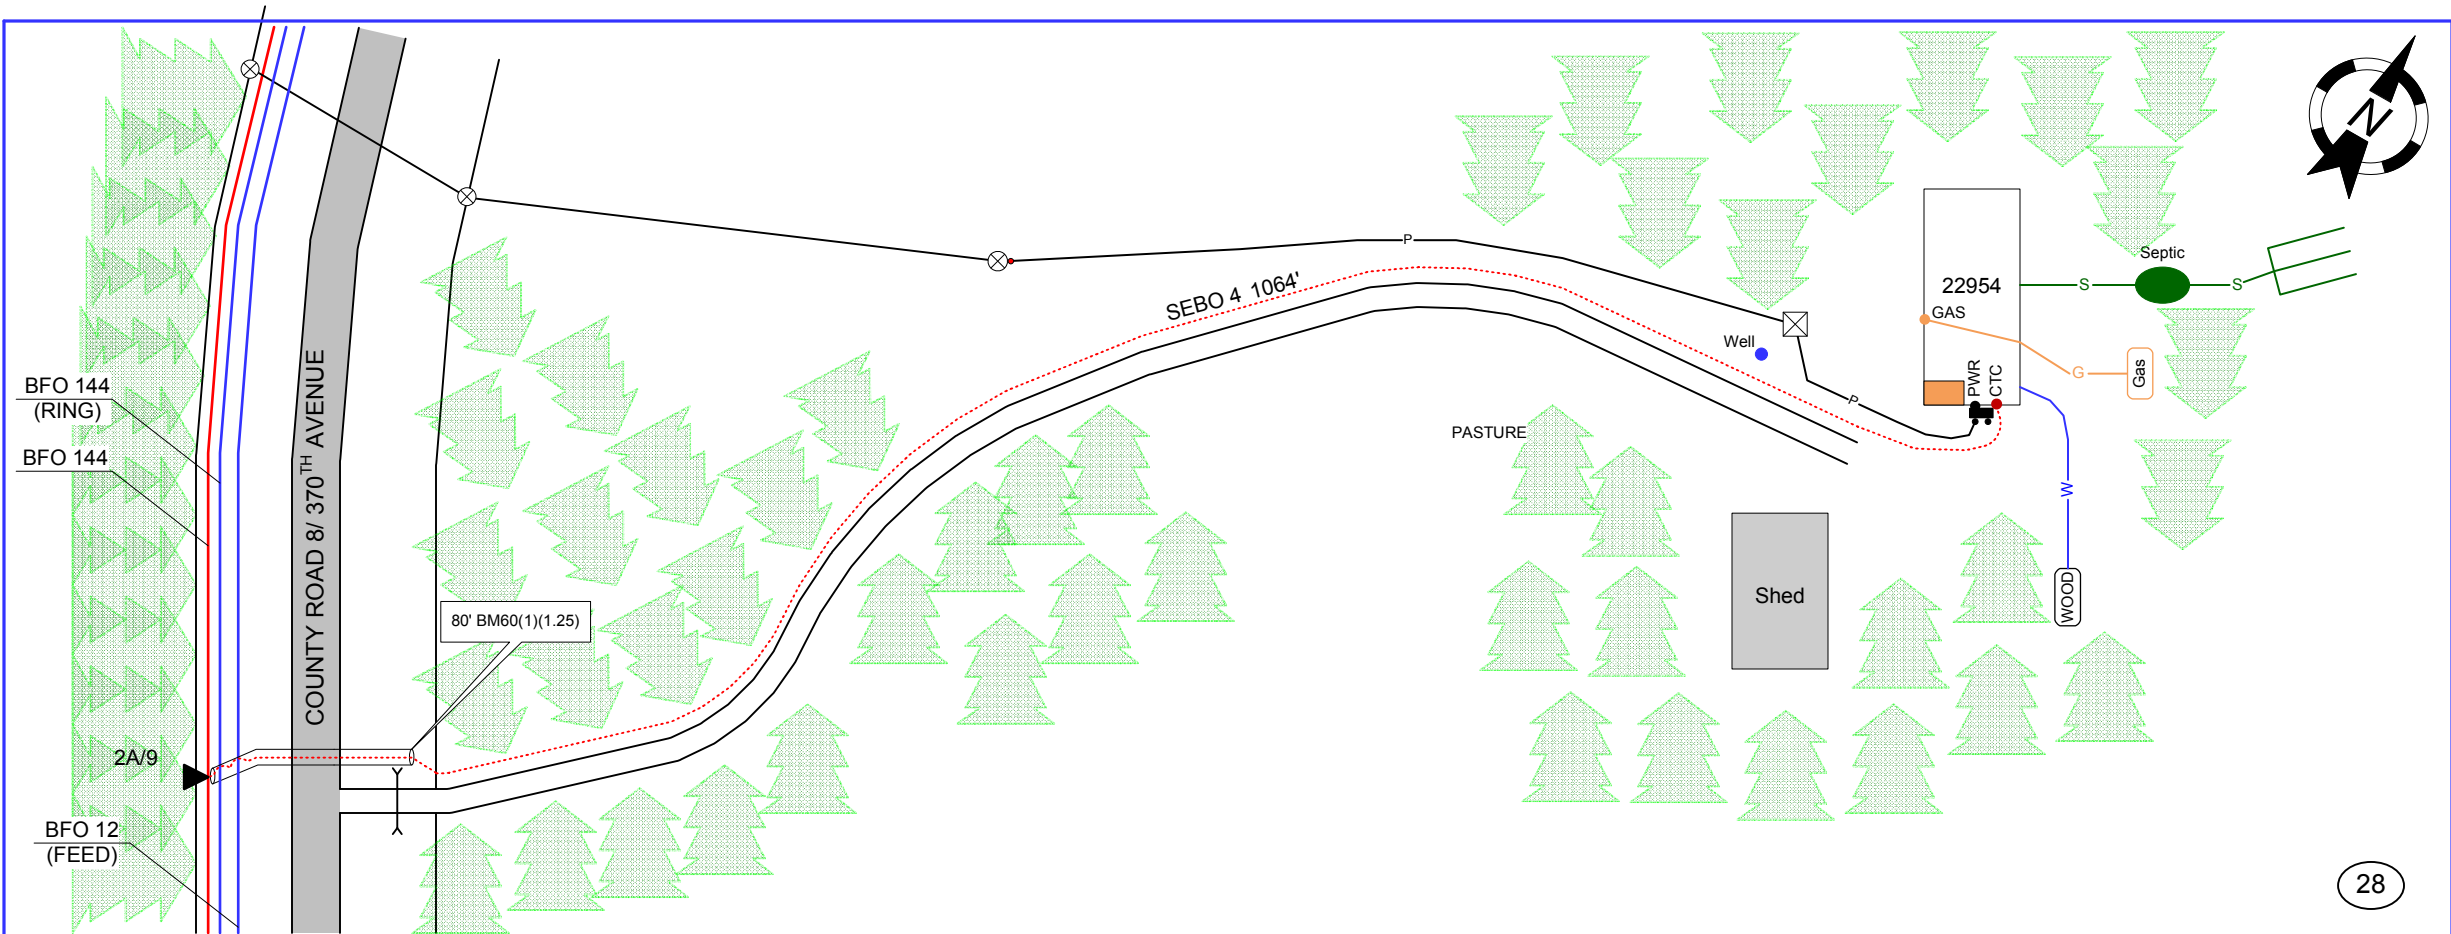 N
Septic
S
S
P
22954
SEBO 4 1064'
GAS
Well
COUNTY ROAD 8/ 370TH AVENUE
PWR
CTC
G
Gas
BFO 144
(RING)
P
PASTURE
BFO 144
W
WOOD
Shed
80' BM60(1)(1.25)
2A/9
BFO 12
(FEED)
28